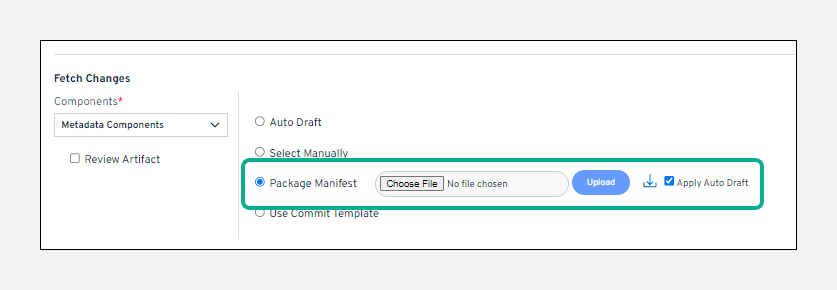 Fetch Changes
Components*
Metadata Components
Review Artifact
Auto Draft
Select Manually
Package Manifest Choose File No file chosen Upload Apply Auto Draft
Use Commit Template